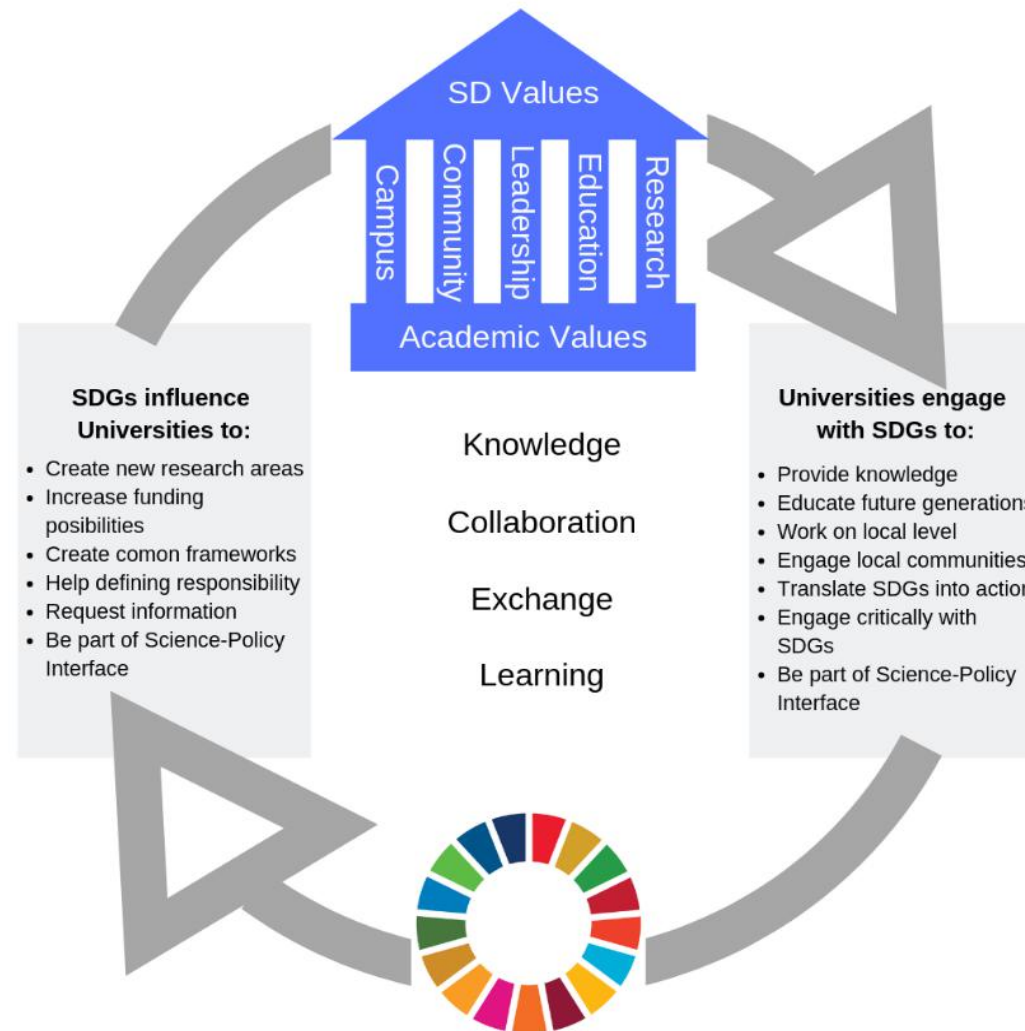 SD Values
Campus
Community
Leadership
Education
Research
Academic Values
SDGs influence
Universities to:
• Create new research areas
• Increase funding
posibilities
• Create comon frameworks
• Help defining responsibility
• Request information
• Be part of Science-Policy
Interface
Knowledge
Collaboration
Exchange
Learning
Universities engage
with SDGs to:
• Provide knowledge
• Educate future generations
• Work on local level
• Engage local communities
• Translate SDGs into action
• Engage critically with
SDGs
• Be part of Science-Policy
Interface